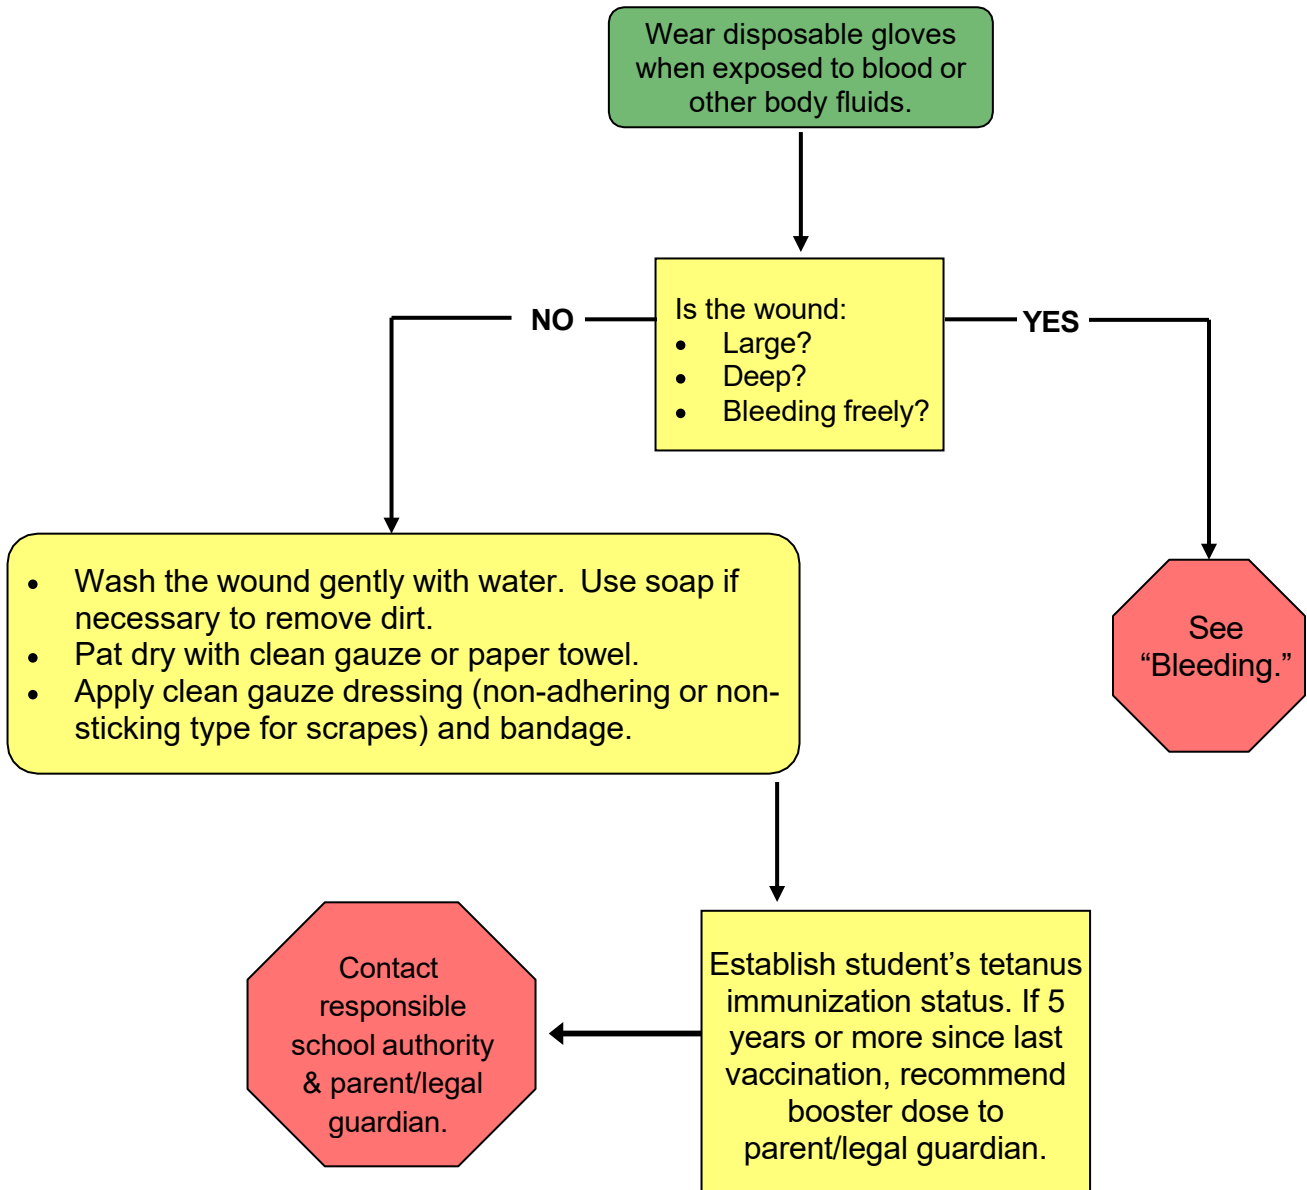 Wear disposable gloves
when exposed to blood or
other body fluids.
NO
Is the wound:
• Large?
• Deep?
• Bleeding freely?
YES
• Wash the wound gently with water.  Use soap if
necessary to remove dirt.
• Pat dry with clean gauze or paper towel.
• Apply clean gauze dressing (non-adhering or non-
sticking type for scrapes) and bandage.
See
“Bleeding.”
Establish student’s tetanus
immunization status. If 5
years or more since last
vaccination, recommend
booster dose to
parent/legal guardian.
Contact
responsible
school authority
& parent/legal
guardian.